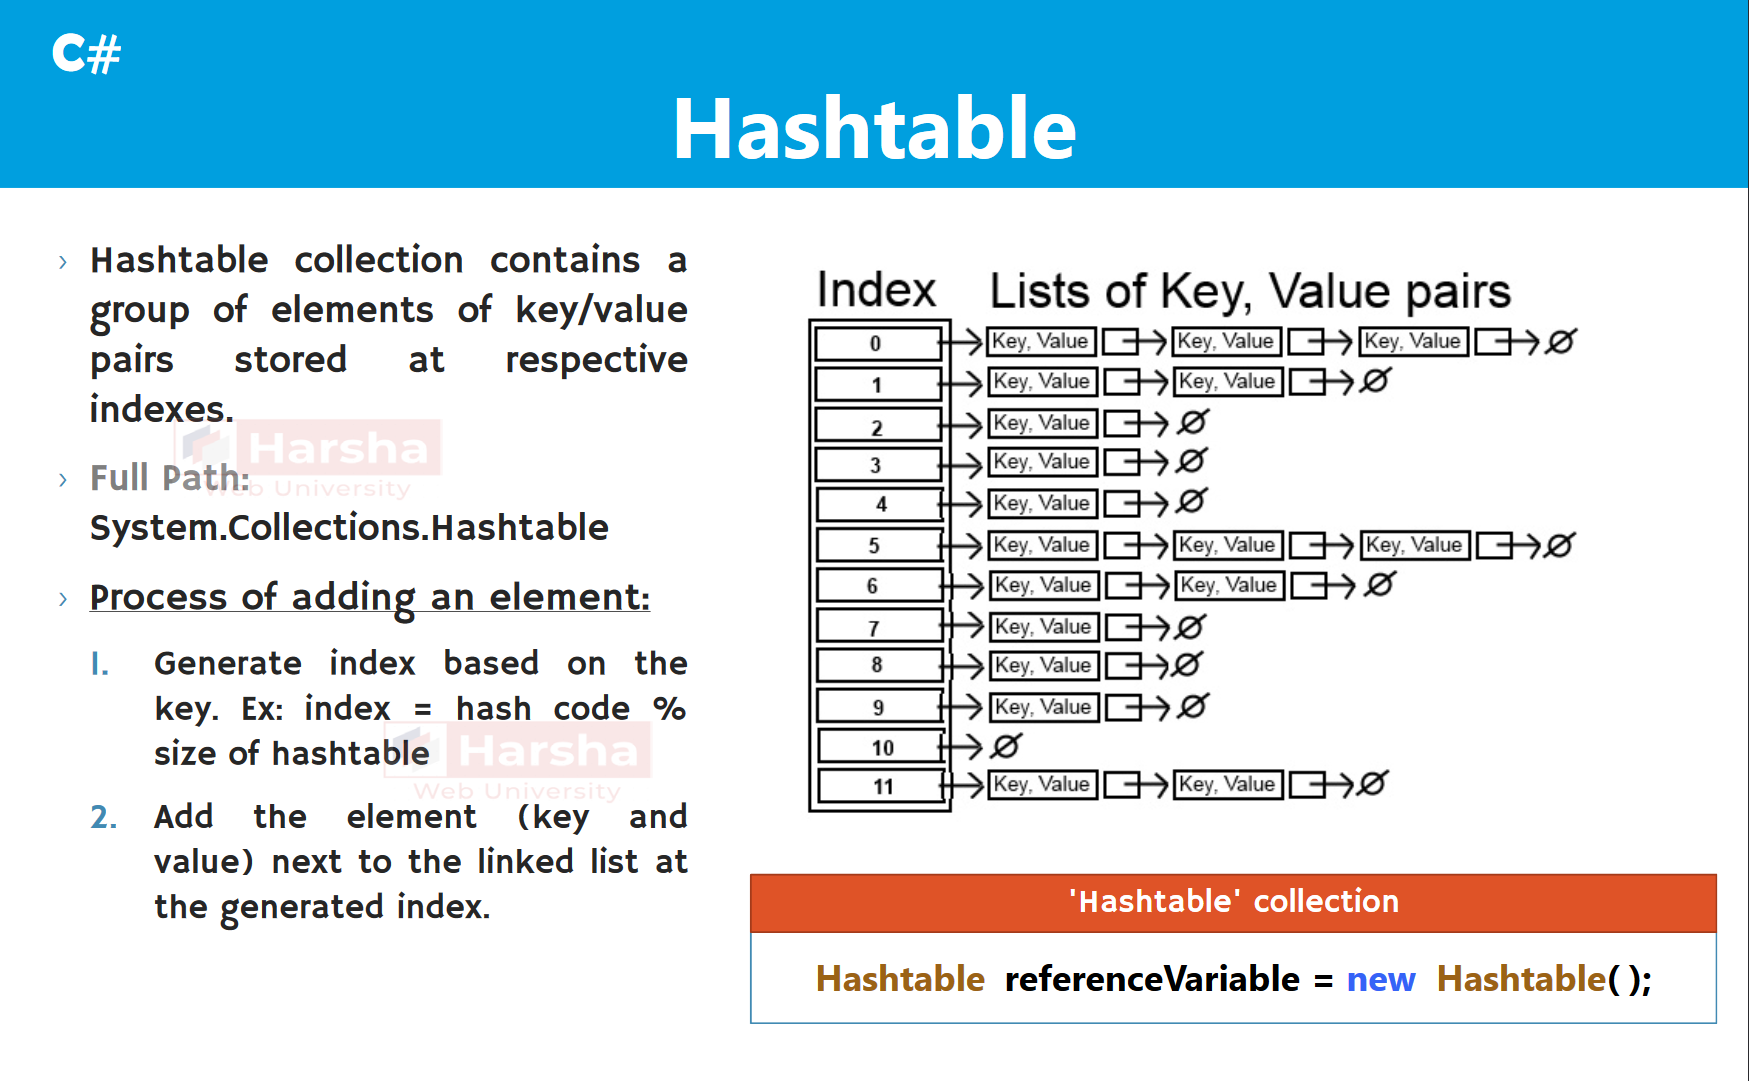 C#
Hashtable
› Hashtable collection contains a
group of elements of key/value
pairs stored at respective
indexes.
Harsha
Web University
› Full Path:
System.Collections.Hashtable
› Process of adding an element:
1. Generate index based on the
key. Ex: index = hash code %
size of hashtable
Harsha
Web University
2. Add the element (key and
value) next to the linked list at
the generated index.
Index Lists of Key, Value pairs
0 Key, Value Key, Value Key, Value ∅
1 Key, Value Key, Value ∅
2 Key, Value ∅
3 Key, Value ∅
4 Key, Value ∅
5 Key, Value Key, Value Key, Value ∅
6 Key, Value Key, Value ∅
7 Key, Value ∅
8 Key, Value ∅
9 Key, Value ∅
10 ∅
11 Key, Value Key, Value ∅
'Hashtable' collection
Hashtable referenceVariable = new Hashtable( );